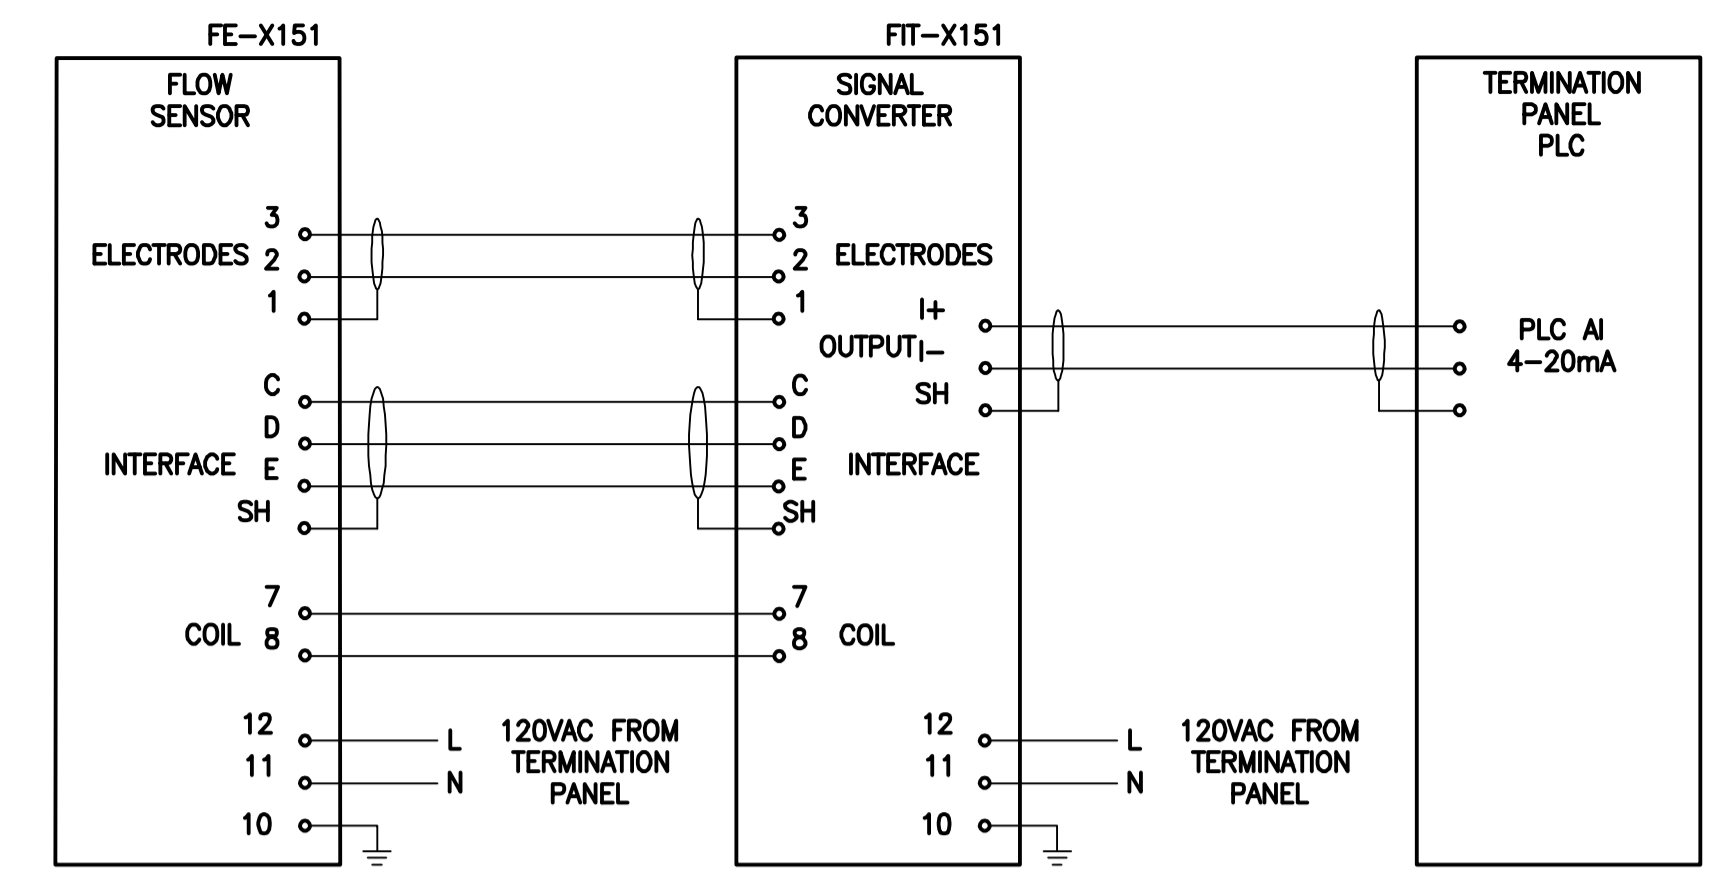 FE-X151
FLOW
SENSOR
3
ELECTRODES 2
1
C
D
INTERFACE E
SH
7
COIL 8
12
11
10
L
N
120VAC FROM
TERMINATION
PANEL
FIT-X151
SIGNAL
CONVERTER
3
2 ELECTRODES
1
I+
OUTPUT I-
SH
C
D
E INTERFACE
SH
7
8 COIL
12
11
10
L
N
120VAC FROM
TERMINATION
PANEL
TERMINATION
PANEL
PLC
PLC AI
4-20mA